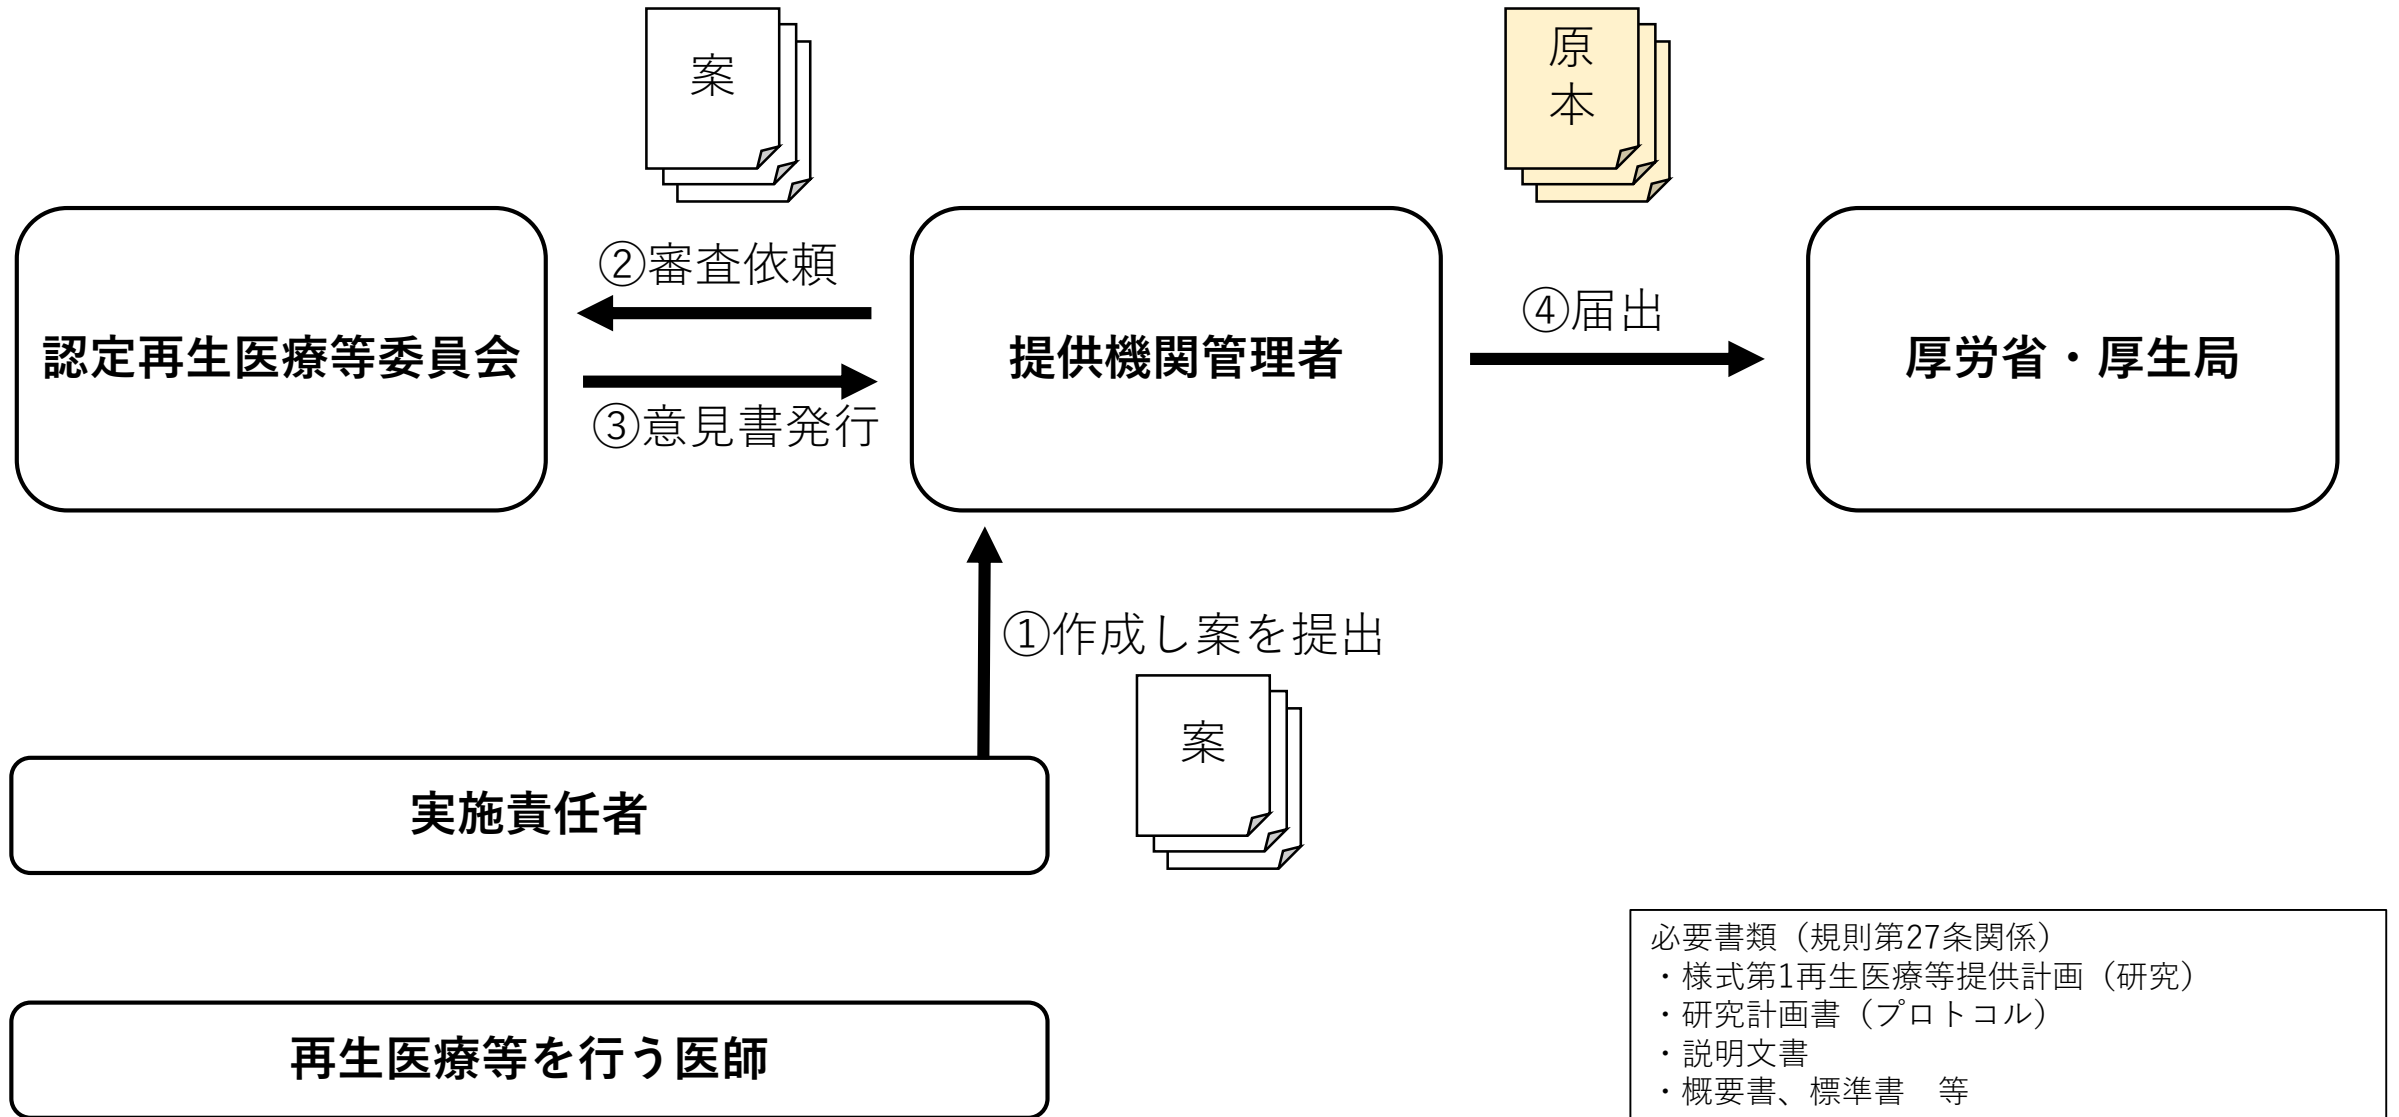 案
原
本
②審査依頼
④届出
認定再生医療等委員会
提供機関管理者
厚労省・厚生局
③意見書発行
①作成し案を提出
案
実施責任者
必要書類（規則第27条関係）
・様式第1再生医療等提供計画（研究）
・研究計画書（プロトコル）
・説明文書
・概要書、標準書　等
再生医療等を行う医師